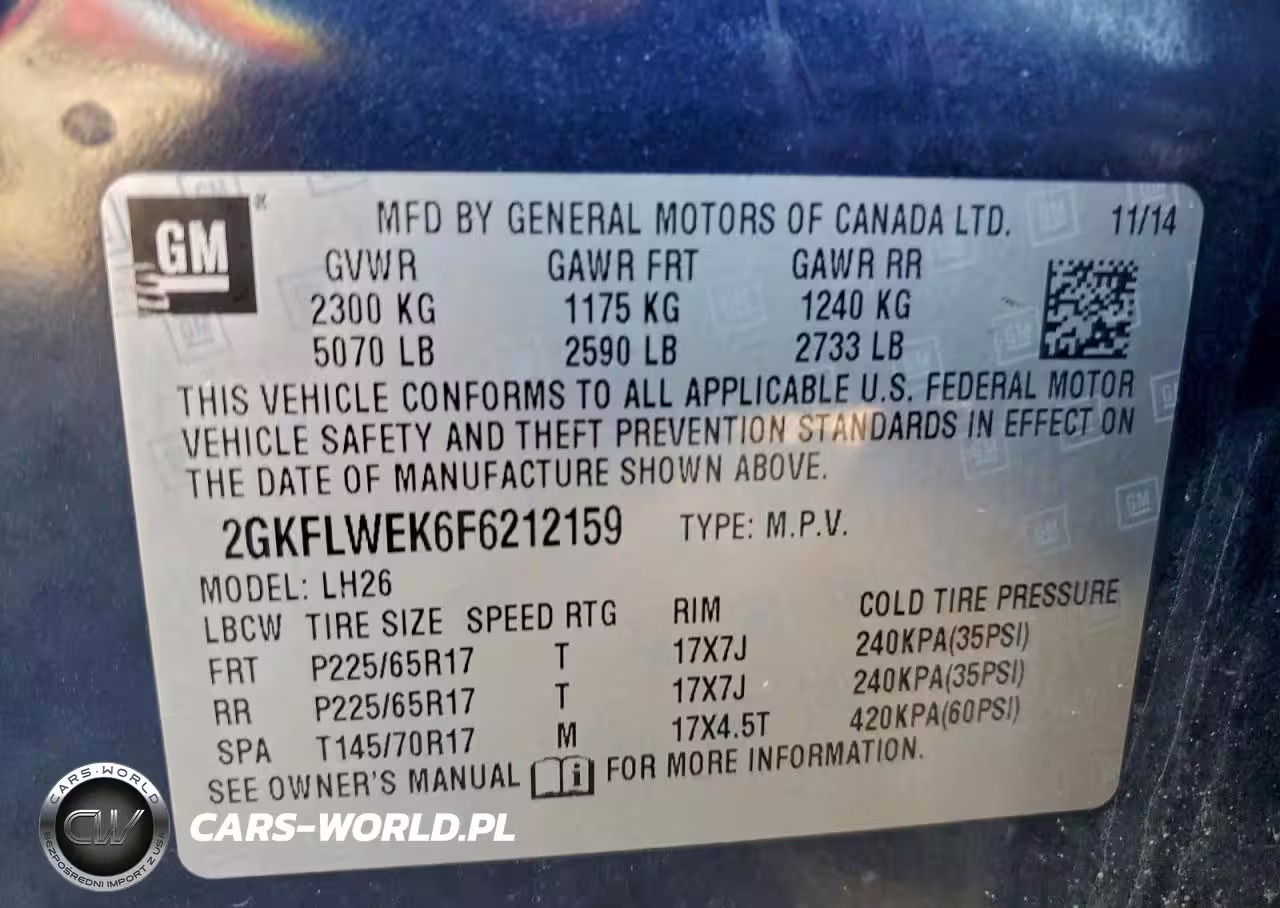 GM
MFD BY GENERAL MOTORS OF CANADA LTD. 11/14
GVWR GAWR FRT GAWR RR
2300 KG 1175 KG 1240 KG
5070 LB 2590 LB 2733 LB
THIS VEHICLE CONFORMS TO ALL APPLICABLE U.S. FEDERAL MOTOR
VEHICLE SAFETY AND THEFT PREVENTION STANDARDS IN EFFECT ON
THE DATE OF MANUFACTURE SHOWN ABOVE.
2GKFLWEK6F6212159 TYPE: M.P.V.
MODEL: LH26
LBCW TIRE SIZE SPEED RTG RIM COLD TIRE PRESSURE
FRT P225/65R17 T 17X7J 240KPA(35PSI)
RR P225/65R17 T 17X7J 240KPA(35PSI)
SPA T145/70R17 M 17X4.5T 420KPA(60PSI)
SEE OWNER'S MANUAL i FOR MORE INFORMATION.
CARS-WORLD
CW
BEZPOŚREDNI IMPORT Z USA
CARS-WORLD.PL